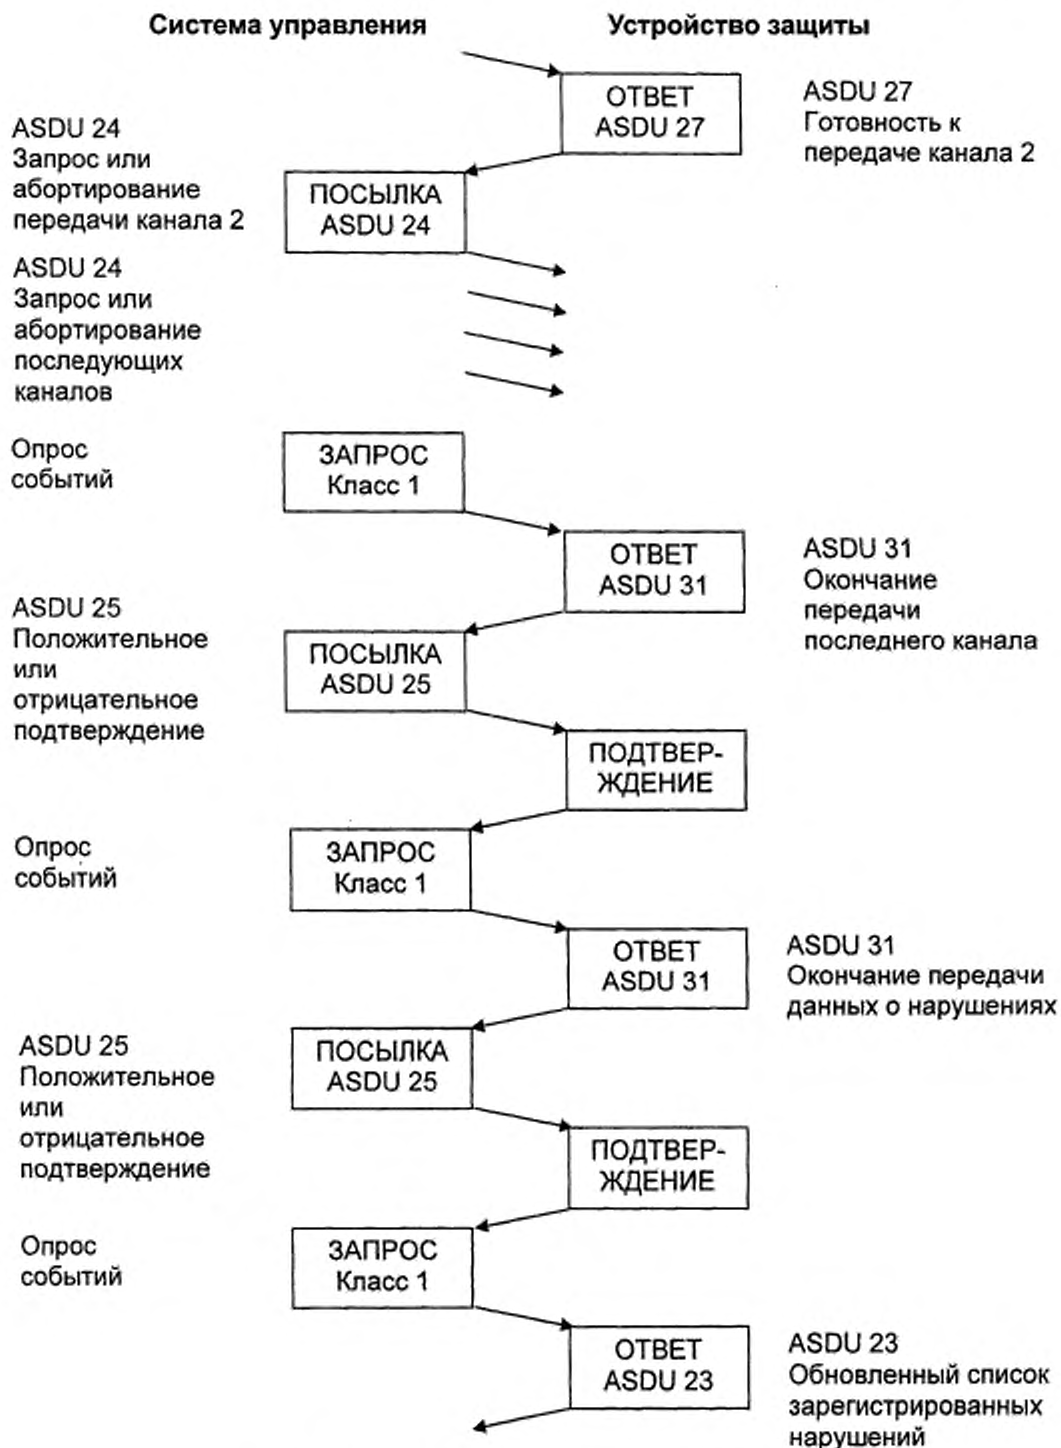 Система управления
Устройство защиты
ОТВЕТ
ASDU 27
ASDU 27
Готовность к
передаче канала 2
ASDU 24
Запрос или
абортирование
передачи канала 2
ПОСЫЛКА
ASDU 24
ASDU 24
Запрос или
абортирование
последующих
каналов
Опрос
событий
ЗАПРОС
Класс 1
ОТВЕТ
ASDU 31
ASDU 31
Окончание
передачи
последнего канала
ASDU 25
Положительное
или
отрицательное
подтверждение
ПОСЫЛКА
ASDU 25
ПОДТВЕР-
ЖДЕНИЕ
Опрос
событий
ЗАПРОС
Класс 1
ОТВЕТ
ASDU 31
ASDU 31
Окончание передачи
данных о нарушениях
ASDU 25
Положительное
или
отрицательное
подтверждение
ПОСЫЛКА
ASDU 25
ПОДТВЕР-
ЖДЕНИЕ
Опрос
событий
ЗАПРОС
Класс 1
ОТВЕТ
ASDU 23
ASDU 23
Обновленный список
зарегистрированных
нарушений